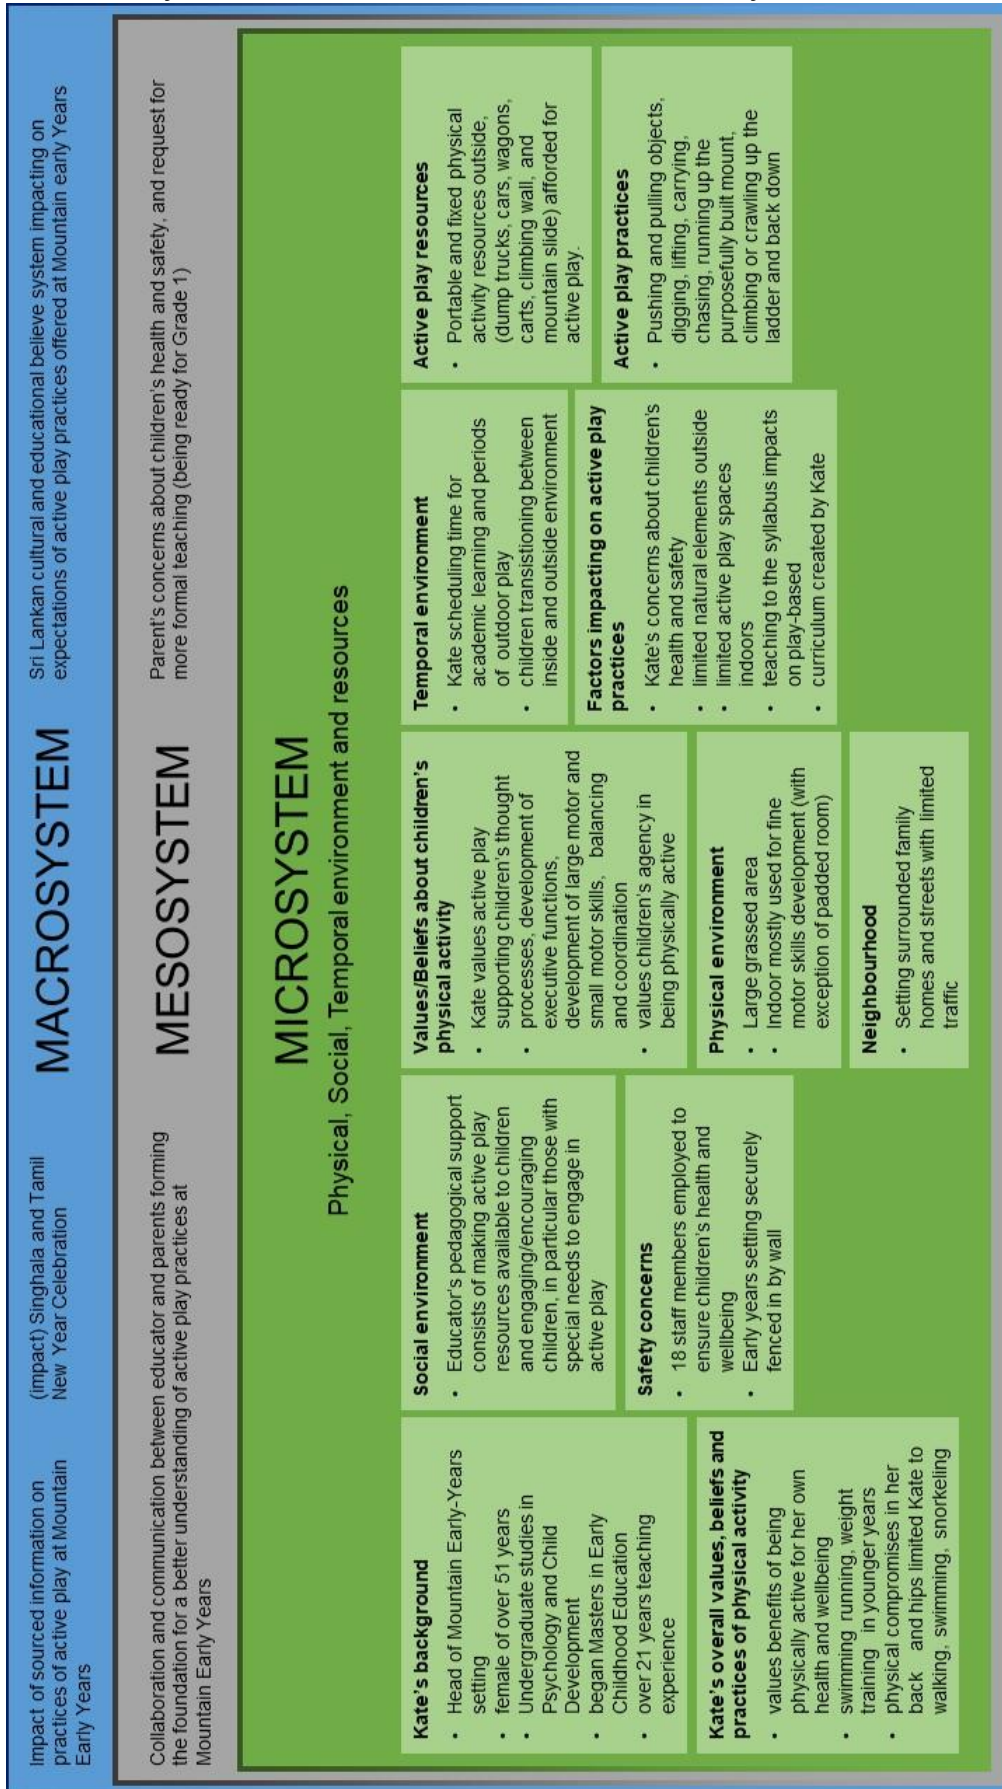 Impact of sourced information on
practices of active play at Mountain
Early Years
(impact) Singhala and Tamil
New Year Celebration
MACROSYSTEM
Sri Lankan cultural and educational believe system impacting on
expectations of active play practices offered at Mountain early Years
Collaboration and communication between educator and parents forming
the foundation for a better understanding of active play practices at
Mountain Early Years
MESOSYSTEM
Parent's concerns about children's health and safety, and request for
more formal teaching (being ready for Grade 1)
MICROSYSTEM
Physical, Social, Temporal environment and resources
Kate's background
• Head of Mountain Early-Years
setting
• female of over 51 years
• Undergraduate studies in
Psychology and Child
Development
• began Masters in Early
Childhood Education
• over 21 years teaching
experience
Kate's overall values, beliefs and
practices of physical activity
• values benefits of being
physically active for her own
health and wellbeing
• swimming running, weight
training in younger years
• physical compromises in her
back and hips limited Kate to
walking, swimming, snorkeling
Social environment
• Educator's pedagogical support
consists of making active play
resources available to children
and engaging/encouraging
children, in particular those with
special needs to engage in
active play
Safety concerns
• 18 staff members employed to
ensure children's health and
wellbeing
• Early years setting securely
fenced in by wall
Values/Beliefs about children's
physical activity
• Kate values active play
supporting children's thought
• processes, development of
executive functions,
development of large motor and
small motor skills, balancing
and coordination
• values children's agency in
being physically active
Physical environment
• Large grassed area
• Indoor mostly used for fine
motor skills development (with
exception of padded room)
Neighbourhood
• Setting surrounded family
homes and streets with limited
traffic
Temporal environment
• Kate scheduling time for
academic learning and periods
of outdoor play
• children transistioning between
inside and outside environment
Factors impacting on active play
practices
• Kate's concerns about children's
health and safety
• limited natural elements outside
• limited active play spaces
indoors
• teaching to the syllabus impacts
on play-based
• curriculum created by Kate
Active play resources
• Portable and fixed physical
activity resources outside,
(dump trucks, cars, wagons,
carts, climbing wall, and
mountain slide) afforded for
active play.
Active play practices
• Pushing and pulling objects,
digging, lifting, carrying,
chasing, running up the
purposefully built mount,
climbing or crawling up the
ladder and back down